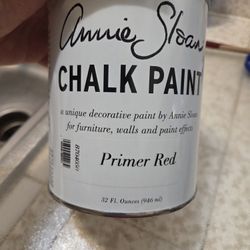 Annie Sloan
CHALK PAINT
a unique decorative paint by Annie Sloan
for furniture, walls and paint effects
Primer Red
32 Fl. Ounces (946 ml)